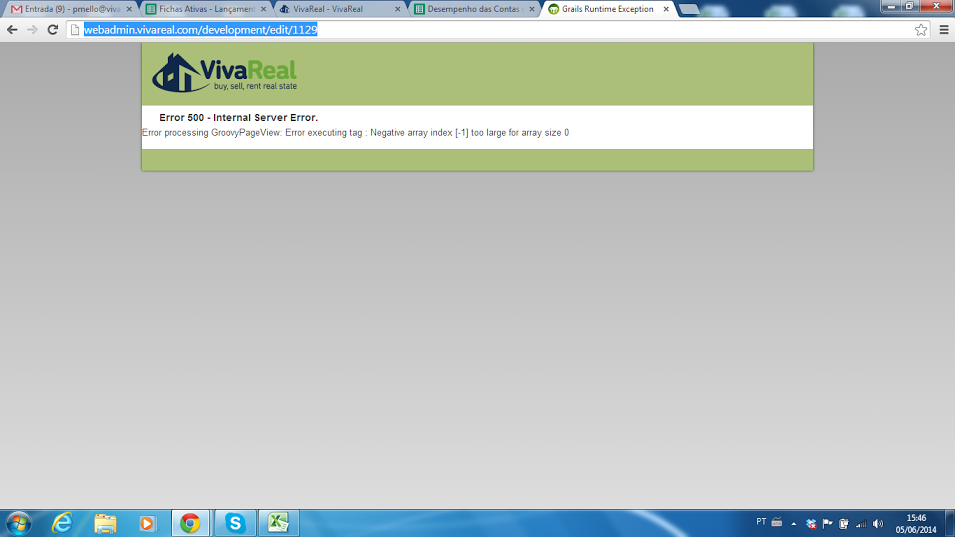 Entrada (9) - pmello@viva
Fichas Ativas - Lançament
VivaReal - VivaReal
Desempenho das Contas
Grails Runtime Exception
webadmin.vivareal.com/development/edit/1129
VivaReal
buy, sell, rent real state
Error 500 - Internal Server Error.
Error processing GroovyPageView: Error executing tag : Negative array index [-1] too large for array size 0
PT
15:46
05/06/2014